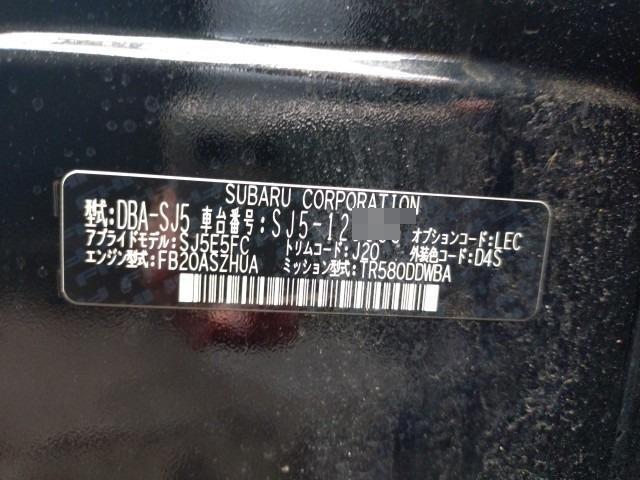 SUBARU CORPORATION
型式:DBA-SJ5 車台番号:SJ5-12
アプライドモデル:SJ5E5FC トリムコード:J20 オプションコード:LEC
エンジン型式:FB20ASZHUA ミッション型式:TR580DDWBA 外装色コード:D4S